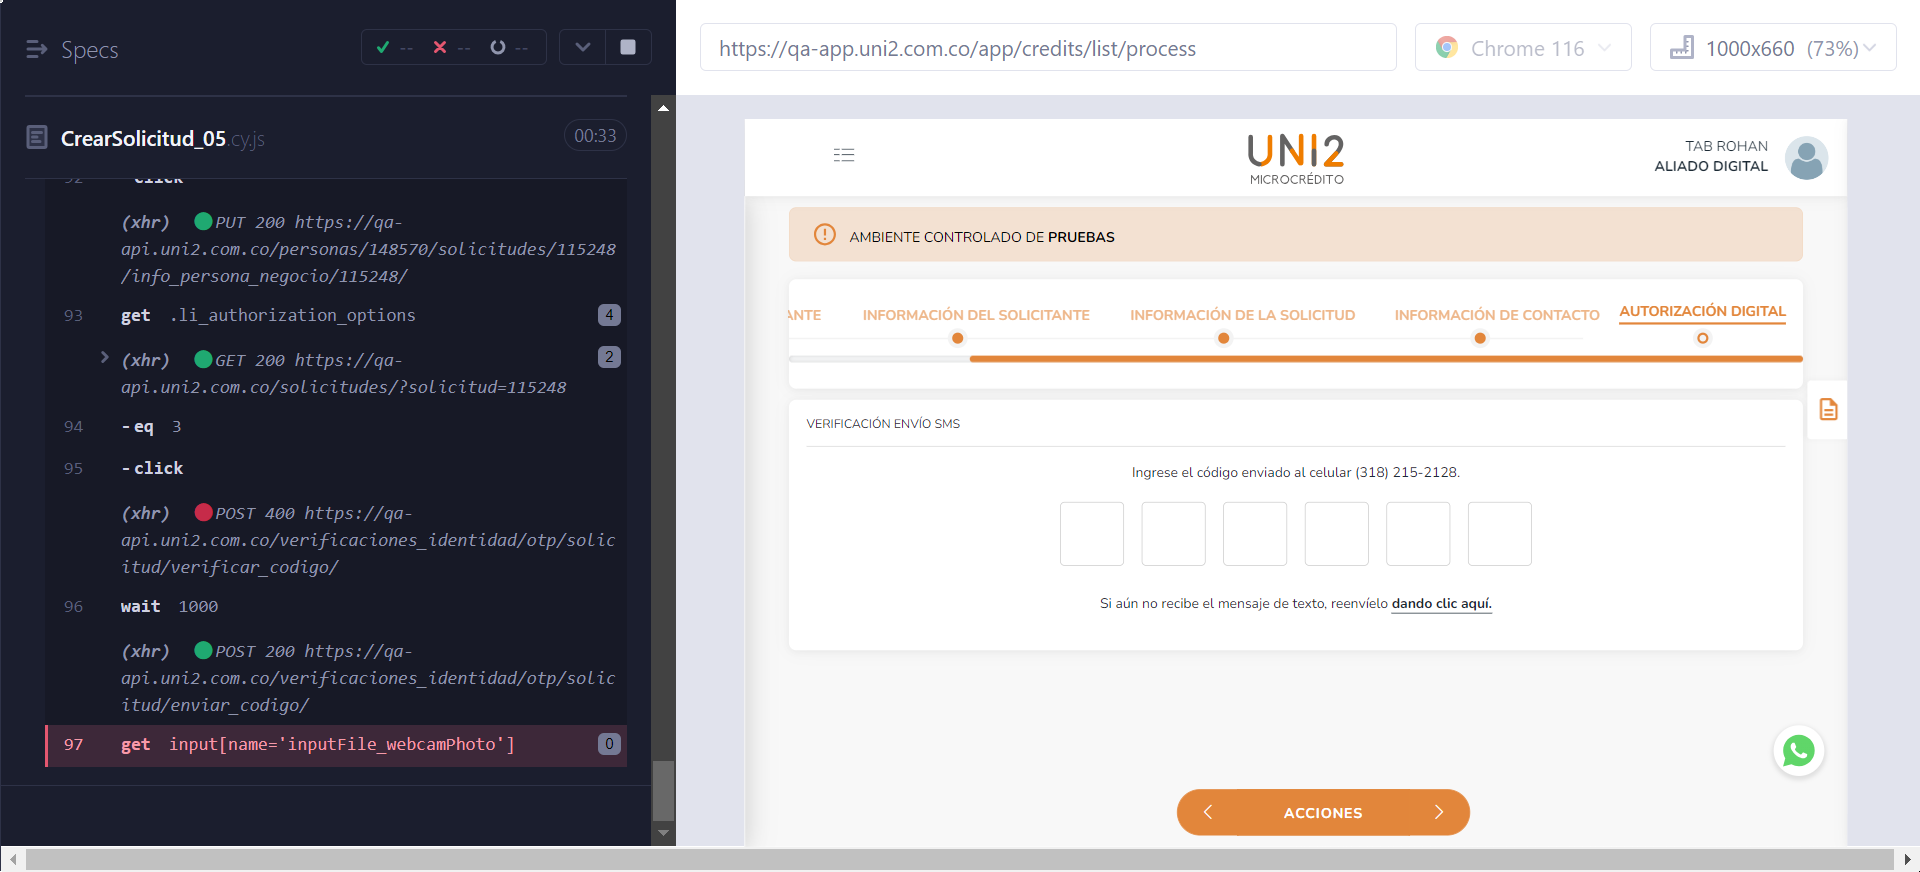 Specs
-- -- --
https://qa-app.uni2.com.co/app/credits/list/process
Chrome 116
1000x660 (73%)
CrearSolicitud_05.cy.js
00:33
92 -click
(xhr) PUT 200 https://qa-
api.uni2.com.co/personas/148570/solicitudes/115248
/info_persona_negocio/115248/
93 get .li_authorization_options 4
(xhr) GET 200 https://qa- 2
api.uni2.com.co/solicitudes/?solicitud=115248
94 -eq 3
95 -click
(xhr) POST 400 https://qa-
api.uni2.com.co/verificaciones_identidad/otp/solic
itud/verificar_codigo/
96 wait 1000
(xhr) POST 200 https://qa-
api.uni2.com.co/verificaciones_identidad/otp/solic
itud/enviar_codigo/
97 get input[name='inputFile_webcamPhoto'] 0
UNI2
MICROCRÉDITO
TAB ROHAN
ALIADO DIGITAL
AMBIENTE CONTROLADO DE PRUEBAS
ANTE INFORMACIÓN DEL SOLICITANTE INFORMACIÓN DE LA SOLICITUD INFORMACIÓN DE CONTACTO AUTORIZACIÓN DIGITAL
VERIFICACIÓN ENVÍO SMS
Ingrese el código enviado al celular (318) 215-2128.
Si aún no recibe el mensaje de texto, reenvíelo dando clic aquí.
ACCIONES